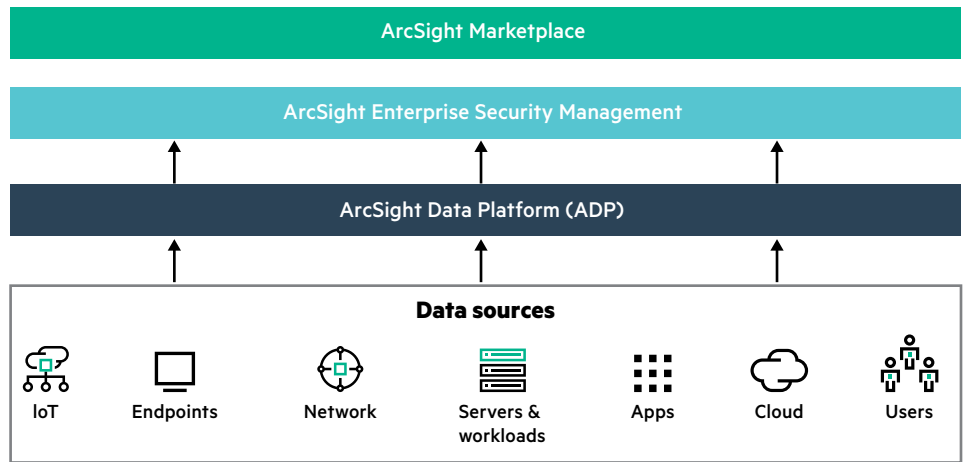 ArcSight Marketplace
ArcSight Enterprise Security Management
ArcSight Data Platform (ADP)
Data sources
IoT
Endpoints
Network
Servers &
workloads
Apps
Cloud
Users